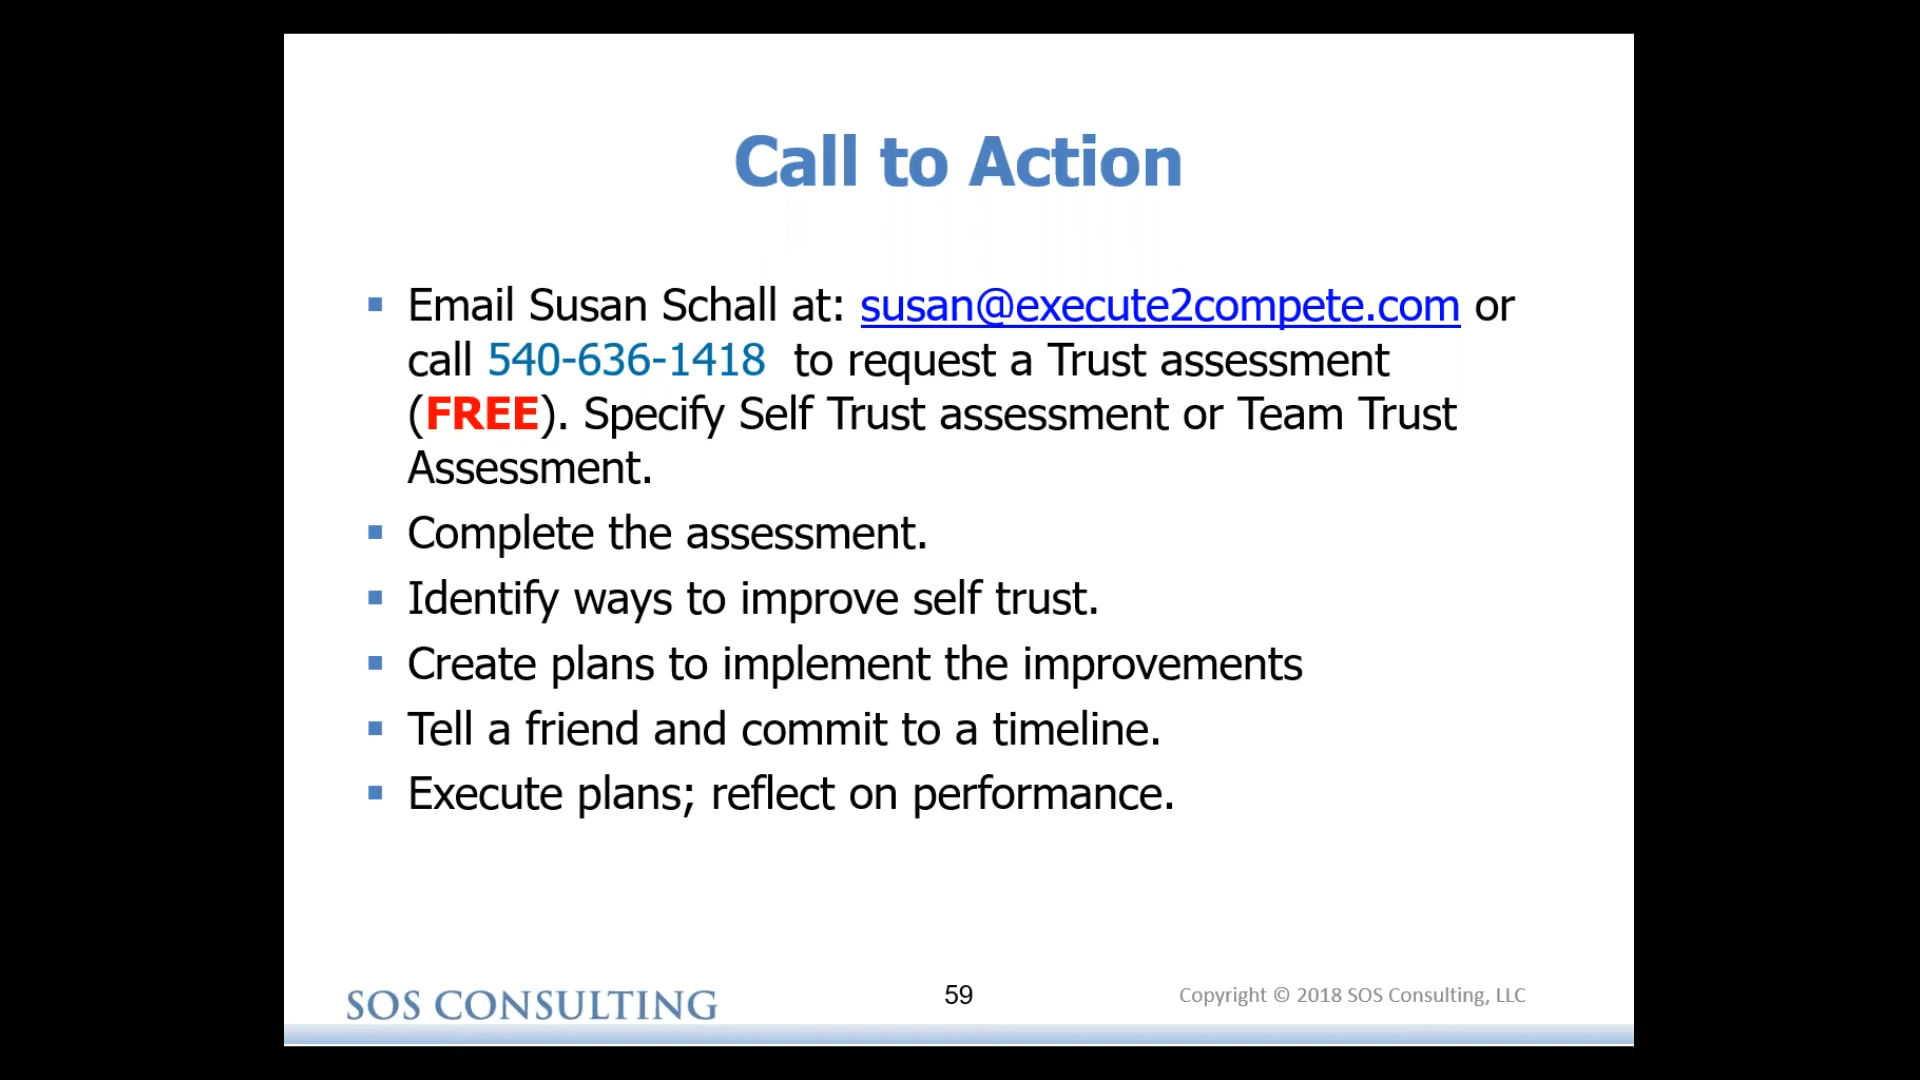 Call to Action
▪ Email Susan Schall at: susan@execute2compete.com or
call 540-636-1418 to request a Trust assessment
(FREE). Specify Self Trust assessment or Team Trust
Assessment.
▪ Complete the assessment.
▪ Identify ways to improve self trust.
▪ Create plans to implement the improvements
▪ Tell a friend and commit to a timeline.
▪ Execute plans; reflect on performance.
SOS CONSULTING
59
Copyright © 2018 SOS Consulting, LLC